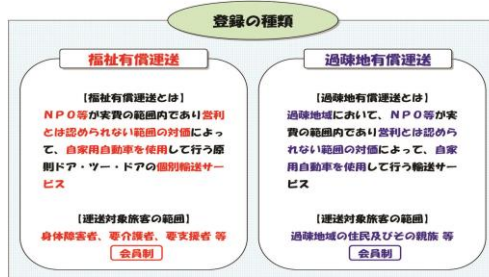 登録の種類
福祉有償運送
【福祉有償運送とは】
NPO等が実費の範囲内であり営利
とは認められない範囲の対価によっ
て、自家用自動車を使用して行う原
則ドア・ツー・ドアの個別輸送サー
ビス
【運送対象旅客の範囲】
身体障害者、要介護者、要支援者 等
会員制
過疎地有償運送
【過疎地有償運送とは】
過疎地域において、NPO等が実
費の範囲内であり営利とは認めら
れない範囲の対価によって、自家
用自動車を使用して行う輸送サー
ビス
【運送対象旅客の範囲】
過疎地域の住民及びその親族 等
会員制